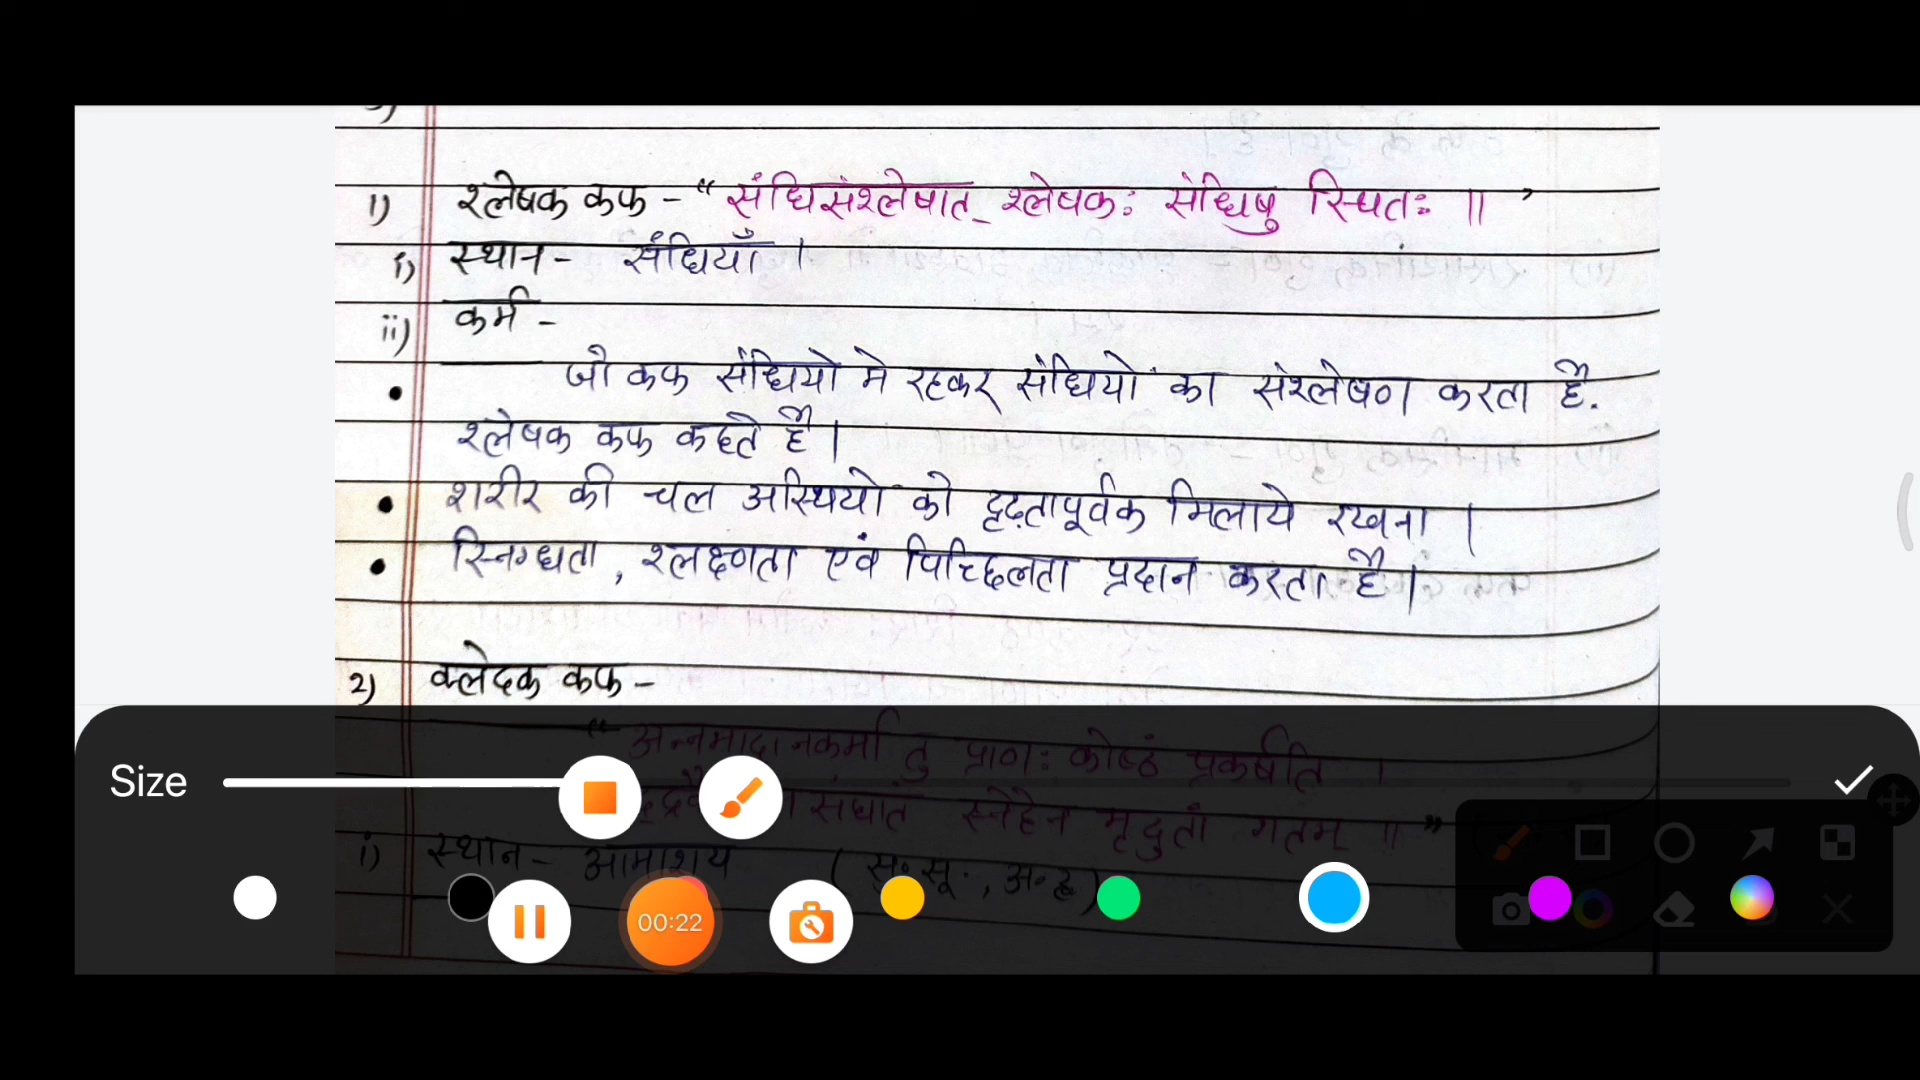 1) श्लेषक कफ - “ संधिसंश्लेषात् श्लेषकः संधिषु स्थितः ॥ ”
i) स्थान - संधियाँ ।
ii) कर्म -
• जो कफ संधियो मे रहकर संधियो का संश्लेषण करता है.
श्लेषक कफ कहते है ।
• शरीर की चल अस्थियो को दृढ़तापूर्वक मिलाये रखना ।
• स्निग्धता , श्लक्ष्णता एवं पिच्छिलता प्रदान करता है ।
2) क्लेदक कफ -
“ अन्नमादानकर्मा तु प्राणः कोष्ठं प्रकर्षति ।
Size
संघातं स्नेहेन मृदुतां गतम् ॥ ”
i) स्थान - आमाशय ( सु.सू. , अ.हृ )
00:22